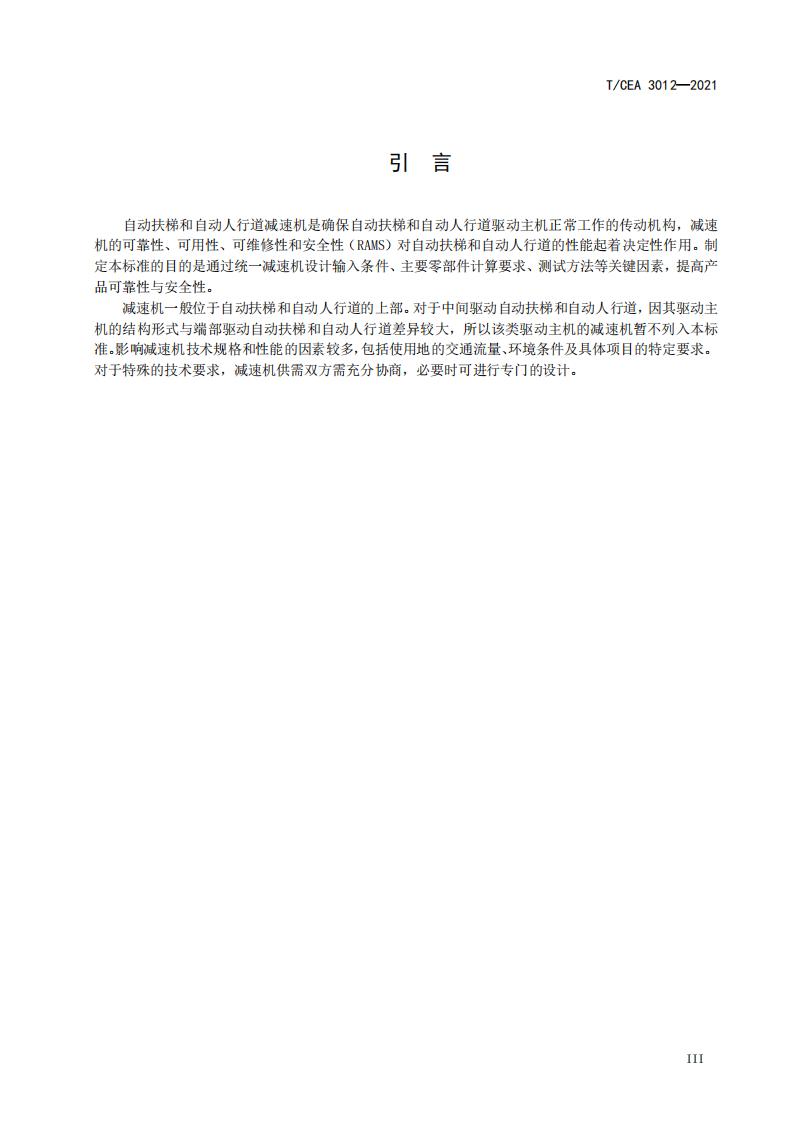 T/CEA 3012—2021
引 言
自动扶梯和自动人行道减速机是确保自动扶梯和自动人行道驱动主机正常工作的传动机构，减速
机的可靠性、可用性、可维修性和安全性（RAMS）对自动扶梯和自动人行道的性能起着决定性作用。制
定本标准的目的是通过统一减速机设计输入条件、主要零部件计算要求、测试方法等关键因素，提高产
品可靠性与安全性。
减速机一般位于自动扶梯和自动人行道的上部。对于中间驱动自动扶梯和自动人行道，因其驱动主
机的结构形式与端部驱动自动扶梯和自动人行道差异较大，所以该类驱动主机的减速机暂不列入本标
准。影响减速机技术规格和性能的因素较多，包括使用地的交通流量、环境条件及具体项目的特定要求。
对于特殊的技术要求，减速机供需双方需充分协商，必要时可进行专门的设计。
III